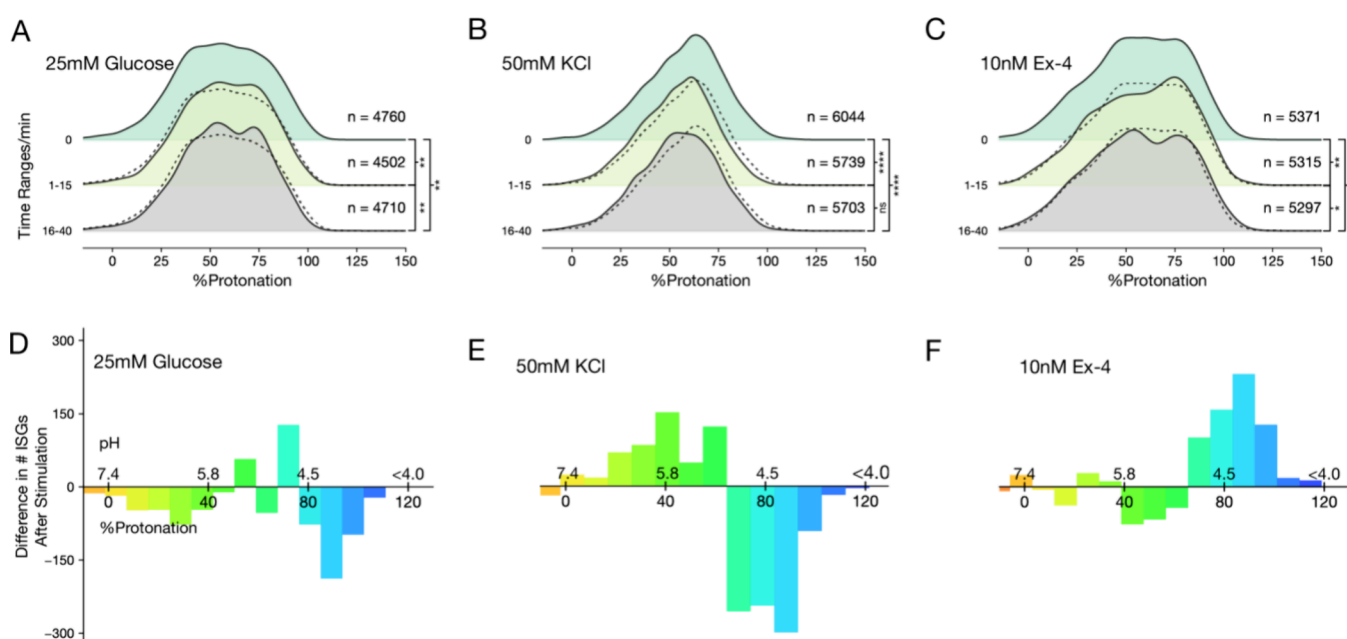 A
25mM Glucose
Time Ranges/min
0
1-15
16-40
n = 4760
n = 4502
n = 4710
**
**
**
0 25 50 75 100 125 150
%Protonation
B
50mM KCl
0
1-15
16-40
n = 6044
n = 5739
n = 5703
****
ns
****
0 25 50 75 100 125 150
%Protonation
C
10nM Ex-4
0
1-15
16-40
n = 5371
n = 5315
n = 5297
**
*
0 25 50 75 100 125 150
%Protonation
D
25mM Glucose
Difference in # ISGs
After Stimulation
300
150
0
−150
−300
pH
7.4 5.8 4.5 <4.0
0 40 80 120
%Protonation
E
50mM KCl
7.4 5.8 4.5 <4.0
0 40 80 120
F
10nM Ex-4
7.4 5.8 4.5 <4.0
0 40 80 120